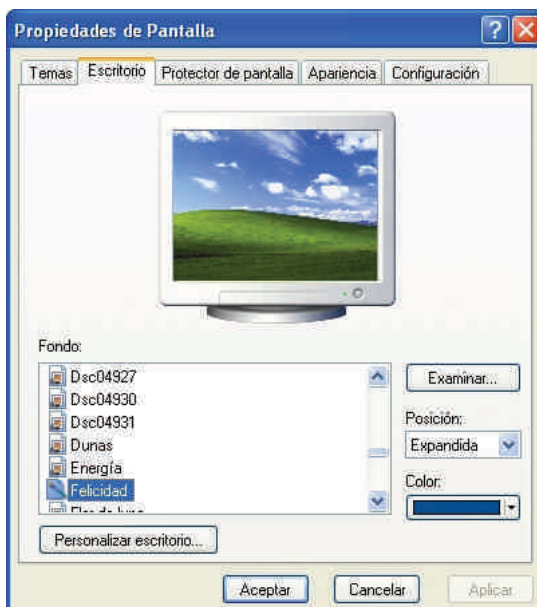 Propiedades de Pantalla
Temas Escritorio Protector de pantalla Apariencia Configuración
Fondo:
Dsc04927
Dsc04930
Dsc04931
Dunas
Energía
Felicidad
Examinar...
Posición:
Expandida
Color:
Personalizar escritorio...
Aceptar Cancelar Aplicar